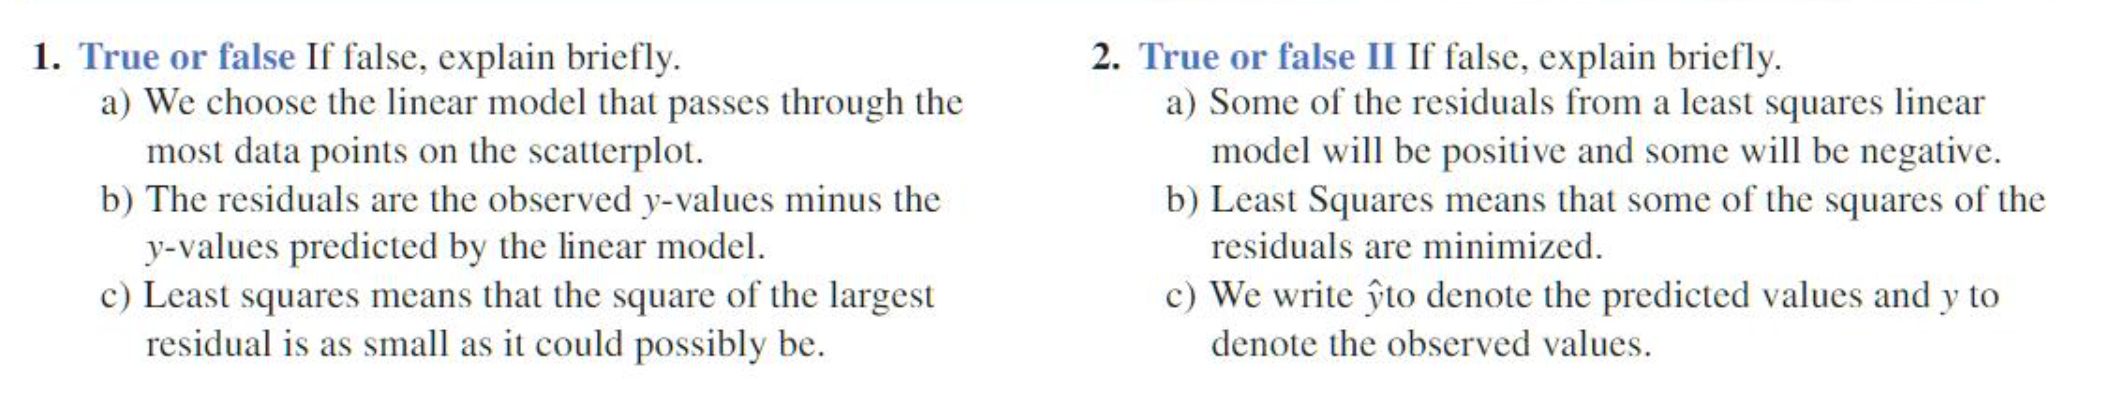 1. True or false If false, explain briefly.
a) We choose the linear model that passes through the
most data points on the scatterplot.
b) The residuals are the observed y-values minus the
y-values predicted by the linear model.
c) Least squares means that the square of the largest
residual is as small as it could possibly be.
2. True or false II If false, explain briefly.
a) Some of the residuals from a least squares linear
model will be positive and some will be negative.
b) Least Squares means that some of the squares of the
residuals are minimized.
c) We write ŷto denote the predicted values and y to
denote the observed values.